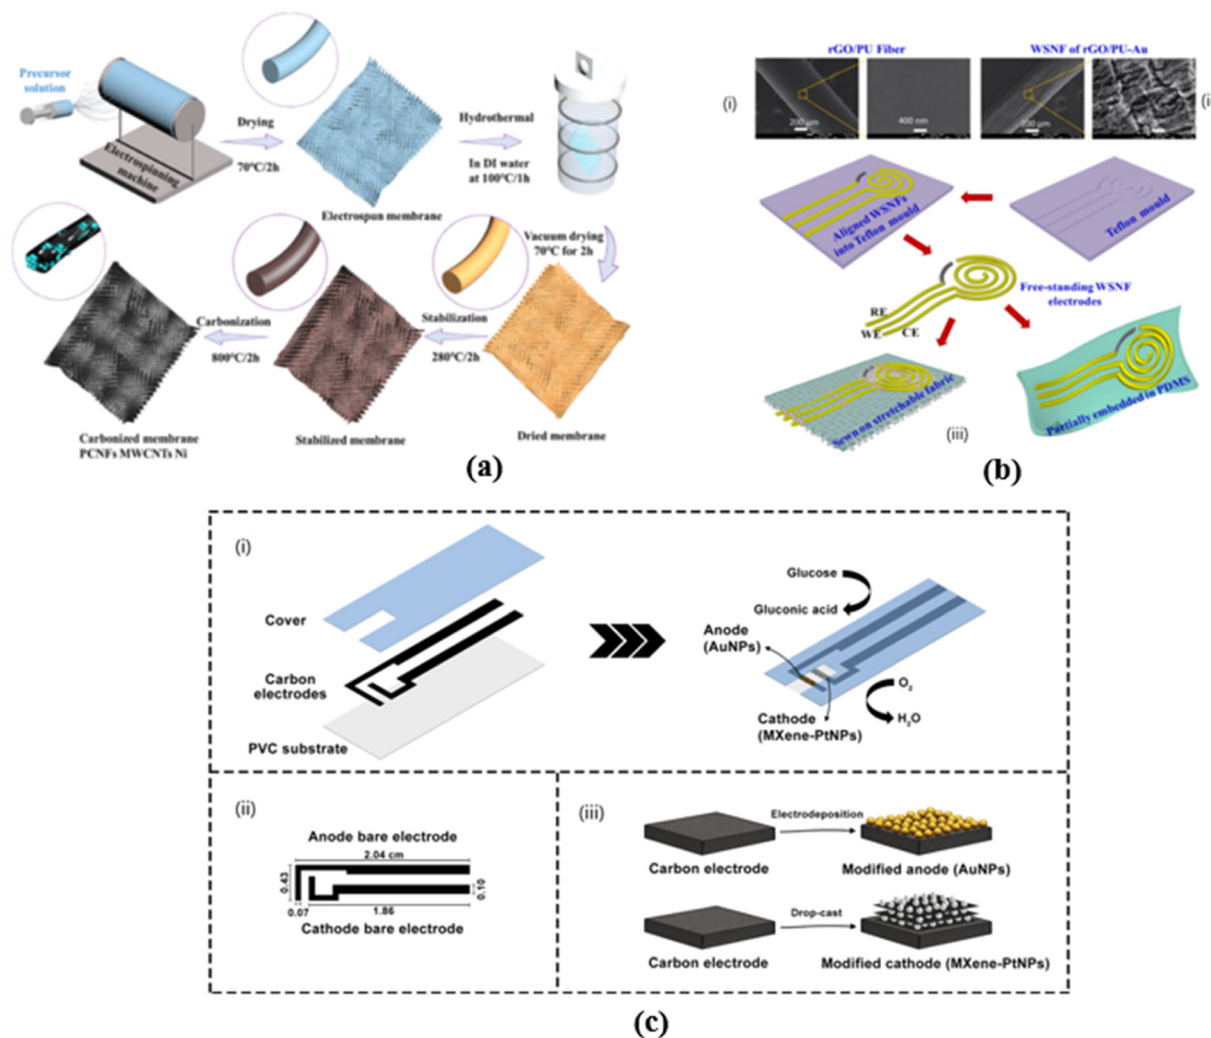 Precursor
solution
Electrospinning
machine
Drying
70°C/2h
Electrospun membrane
Hydrothermal
In DI water
at 100°C/1h
Vacuum drying
70°C for 2h
Dried membrane
Stabilization
280°C/2h
Stabilized membrane
Carbonization
800°C/2h
Carbonized membrane
PCNFs MWCNTs Ni
(a)
rGO/PU Fiber
WSNF of rGO/PU-Au
(i)
200 µm
400 nm
200 µm
(i
Aligned WSNFs
into Teflon mould
Teflon mould
Free-standing WSNF
electrodes
RE
WE
CE
Sewn on stretchable fabric
Partially embedded in PDMS
(iii)
(b)
(i)
Cover
Carbon
electrodes
PVC substrate
Glucose
Gluconic acid
Anode
(AuNPs)
O2
H2O
Cathode
(MXene-PtNPs)
(ii)
Anode bare electrode
2.04 cm
0.43
0.10
0.07
1.86
Cathode bare electrode
(iii)
Electrodeposition
Carbon electrode
Modified anode (AuNPs)
Drop-cast
Carbon electrode
Modified cathode (MXene-PtNPs)
(c)